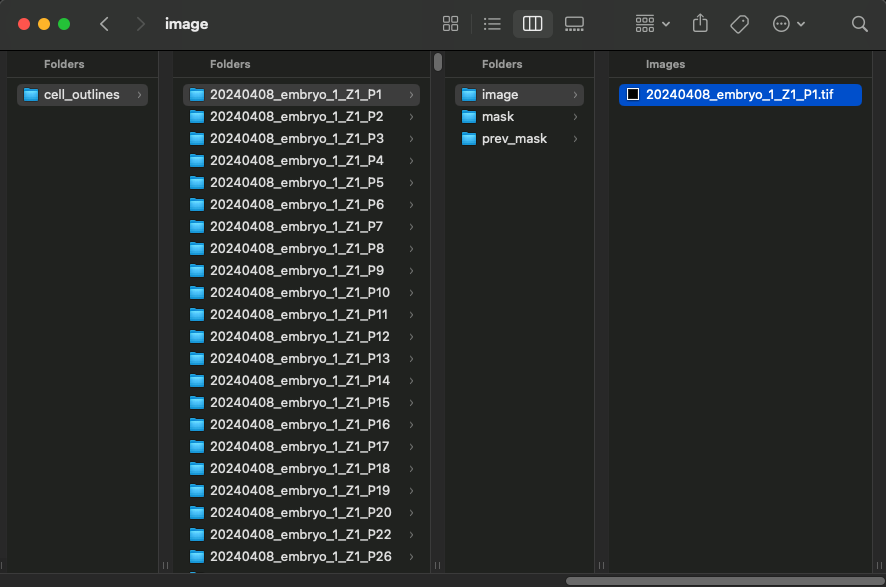 image
Folders
Folders
Folders
Images
cell_outlines
20240408_embryo_1_Z1_P1
20240408_embryo_1_Z1_P2
20240408_embryo_1_Z1_P3
20240408_embryo_1_Z1_P4
20240408_embryo_1_Z1_P5
20240408_embryo_1_Z1_P6
20240408_embryo_1_Z1_P7
20240408_embryo_1_Z1_P8
20240408_embryo_1_Z1_P9
20240408_embryo_1_Z1_P10
20240408_embryo_1_Z1_P11
20240408_embryo_1_Z1_P12
20240408_embryo_1_Z1_P13
20240408_embryo_1_Z1_P14
20240408_embryo_1_Z1_P15
20240408_embryo_1_Z1_P16
20240408_embryo_1_Z1_P17
20240408_embryo_1_Z1_P18
20240408_embryo_1_Z1_P19
20240408_embryo_1_Z1_P20
20240408_embryo_1_Z1_P22
20240408_embryo_1_Z1_P26
image
mask
prev_mask
20240408_embryo_1_Z1_P1.tif